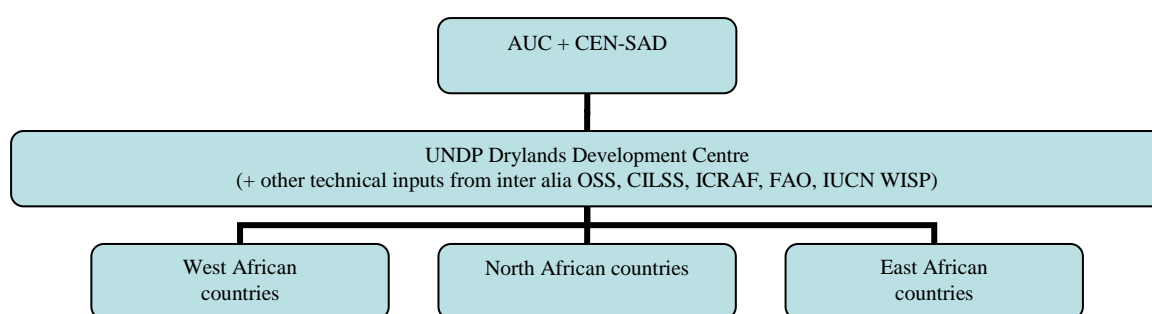 AUC + CEN-SAD
UNDP Drylands Development Centre
(+ other technical inputs from inter alia OSS, CILSS, ICRAF, FAO, IUCN WISP)
West African
countries
North African countries
East African
countries